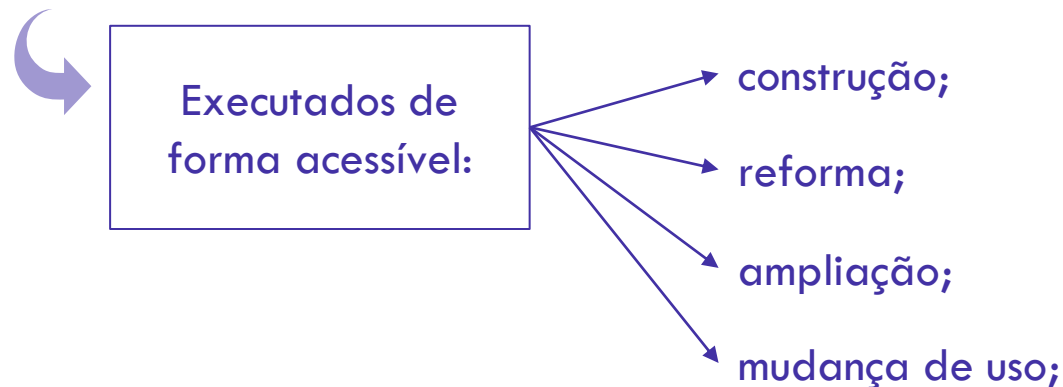 Executados de
forma acessível:
construção;
reforma;
ampliação;
mudança de uso;